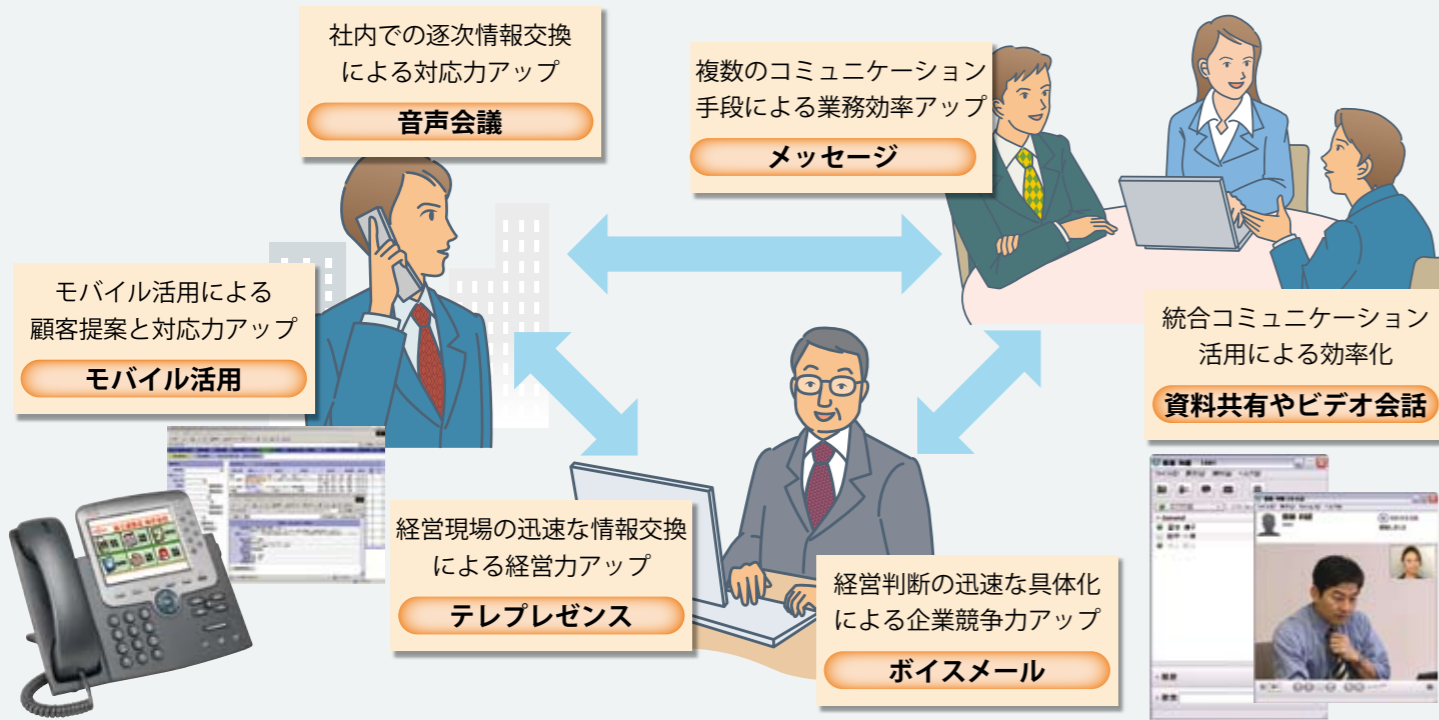 社内での逐次情報交換
による対応力アップ
音声会議
複数のコミュニケーション
手段による業務効率アップ
メッセージ
モバイル活用による
顧客提案と対応力アップ
モバイル活用
統合コミュニケーション
活用による効率化
資料共有やビデオ会話
経営現場の迅速な情報交換
による経営力アップ
テレプレゼンス
経営判断の迅速な具体化
による企業競争力アップ
ボイスメール